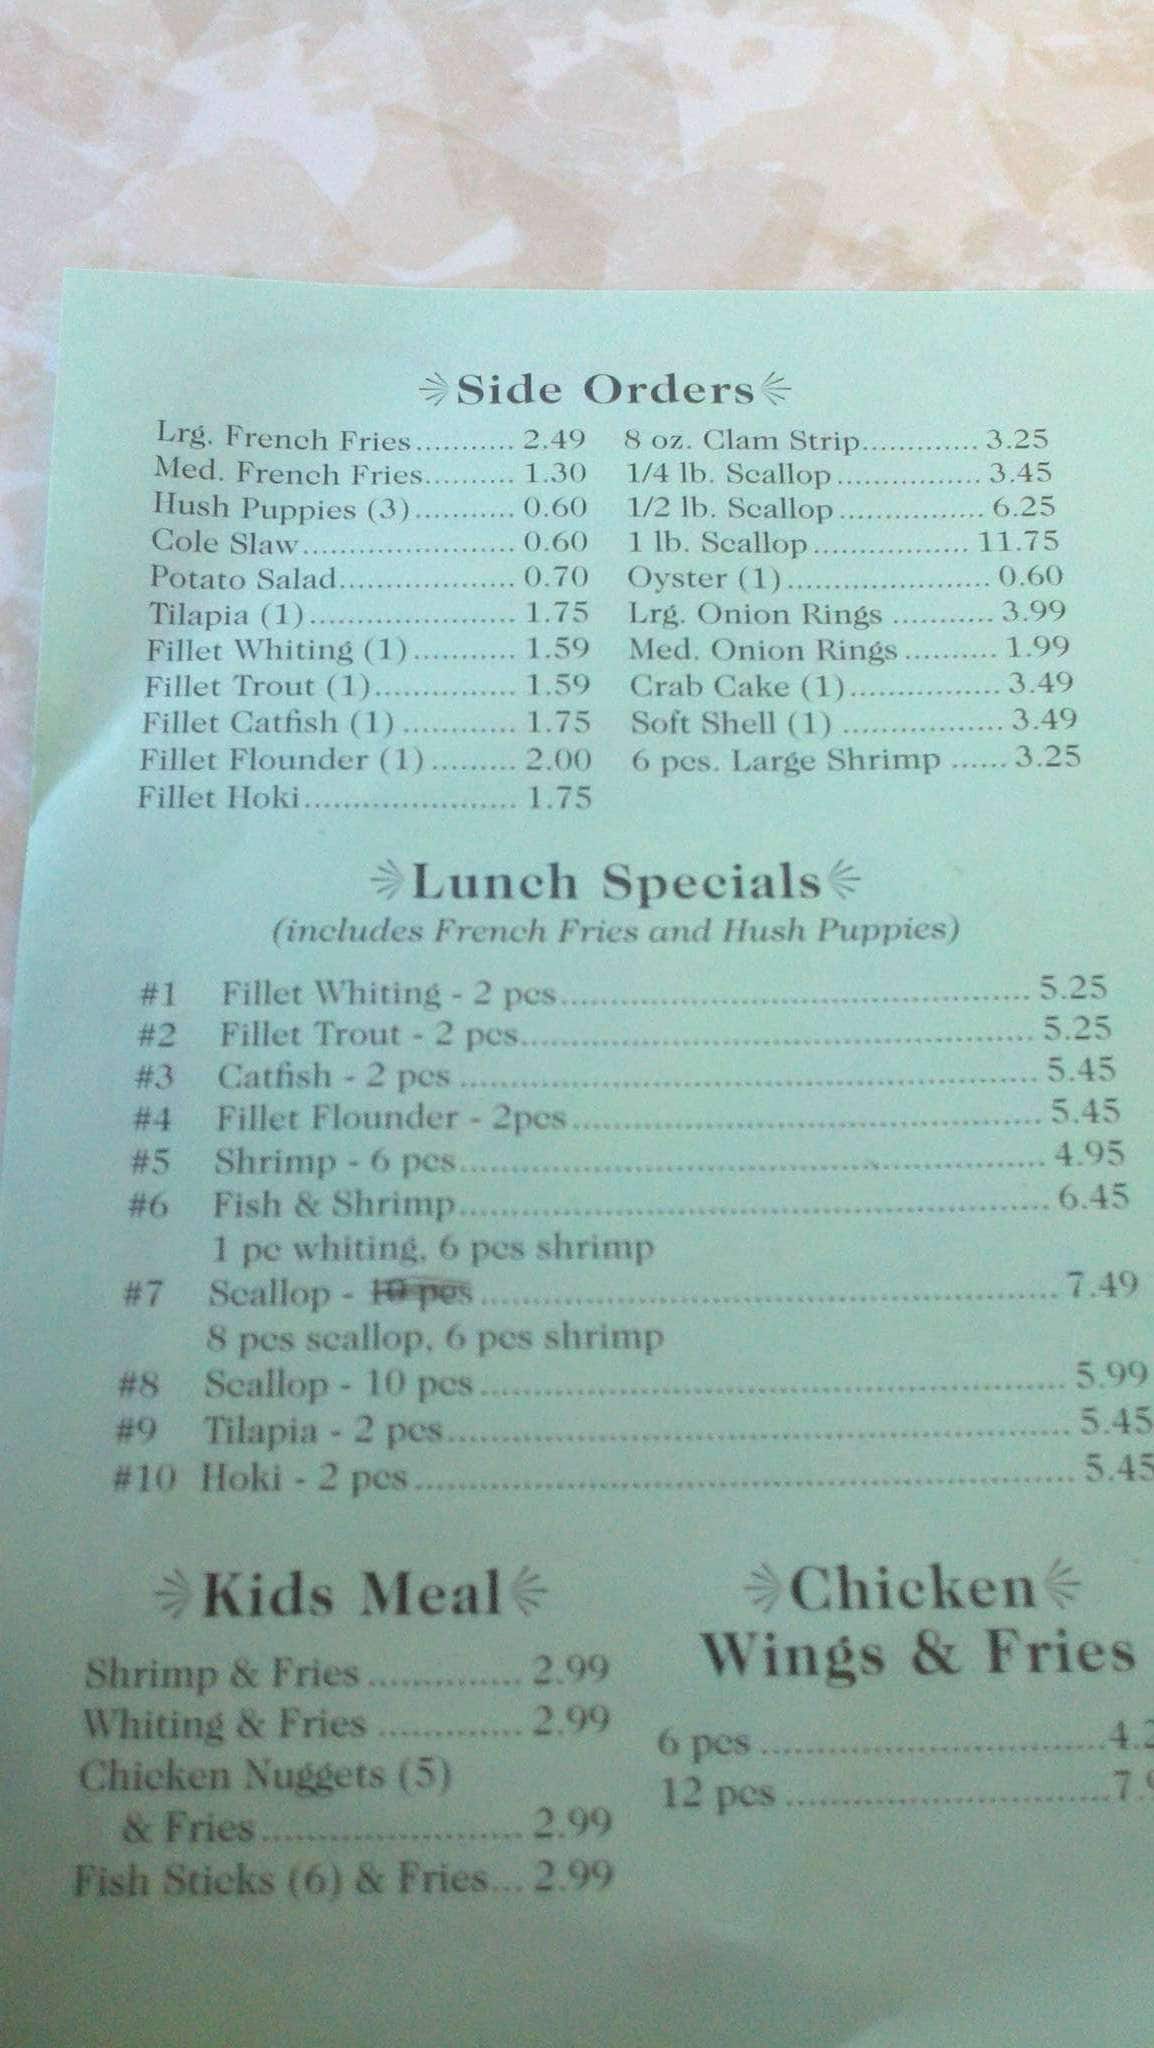 Side Orders
Lrg. French Fries........... 2.49
Med. French Fries.......... 1.30
Hush Puppies (3)........... 0.60
Cole Slaw....................... 0.60
Potato Salad................... 0.70
Tilapia (1)....................... 1.75
Fillet Whiting (1)........... 1.59
Fillet Trout (1)............... 1.59
Fillet Catfish (1)............ 1.75
Fillet Flounder (1)......... 2.00
Fillet Hoki....................... 1.75
8 oz. Clam Strip............. 3.25
1/4 lb. Scallop................ 3.45
1/2 lb. Scallop................ 6.25
1 lb. Scallop................. 11.75
Oyster (1)...................... 0.60
Lrg. Onion Rings ........... 3.99
Med. Onion Rings.......... 1.99
Crab Cake (1)................ 3.49
Soft Shell (1) ................. 3.49
6 pcs. Large Shrimp ...... 3.25
Lunch Specials
(includes French Fries and Hush Puppies)
#1 Fillet Whiting - 2 pcs.................................................. 5.25
#2 Fillet Trout - 2 pcs...................................................... 5.25
#3 Catfish - 2 pcs ............................................................. 5.45
#4 Fillet Flounder - 2pcs.................................................. 5.45
#5 Shrimp - 6 pcs.............................................................. 4.95
#6 Fish & Shrimp.............................................................. 6.45
1 pc whiting, 6 pcs shrimp
#7 Scallop - 10 pcs............................................................. 7.49
8 pcs scallop, 6 pcs shrimp
#8 Scallop - 10 pcs............................................................. 5.99
#9 Tilapia - 2 pcs................................................................ 5.45
#10 Hoki - 2 pcs.................................................................. 5.45
Kids Meal
Shrimp & Fries .............. 2.99
Whiting & Fries ............. 2.99
Chicken Nuggets (5)
& Fries........................ 2.99
Fish Sticks (6) & Fries... 2.99
Chicken
Wings & Fries
6 pcs ..................................
12 pcs ................................